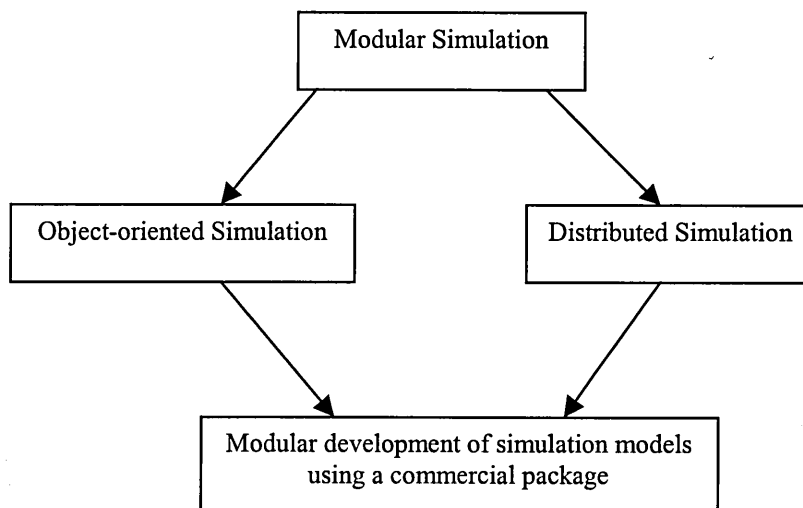 Modular Simulation
Object-oriented Simulation
Distributed Simulation
Modular development of simulation models
using a commercial package